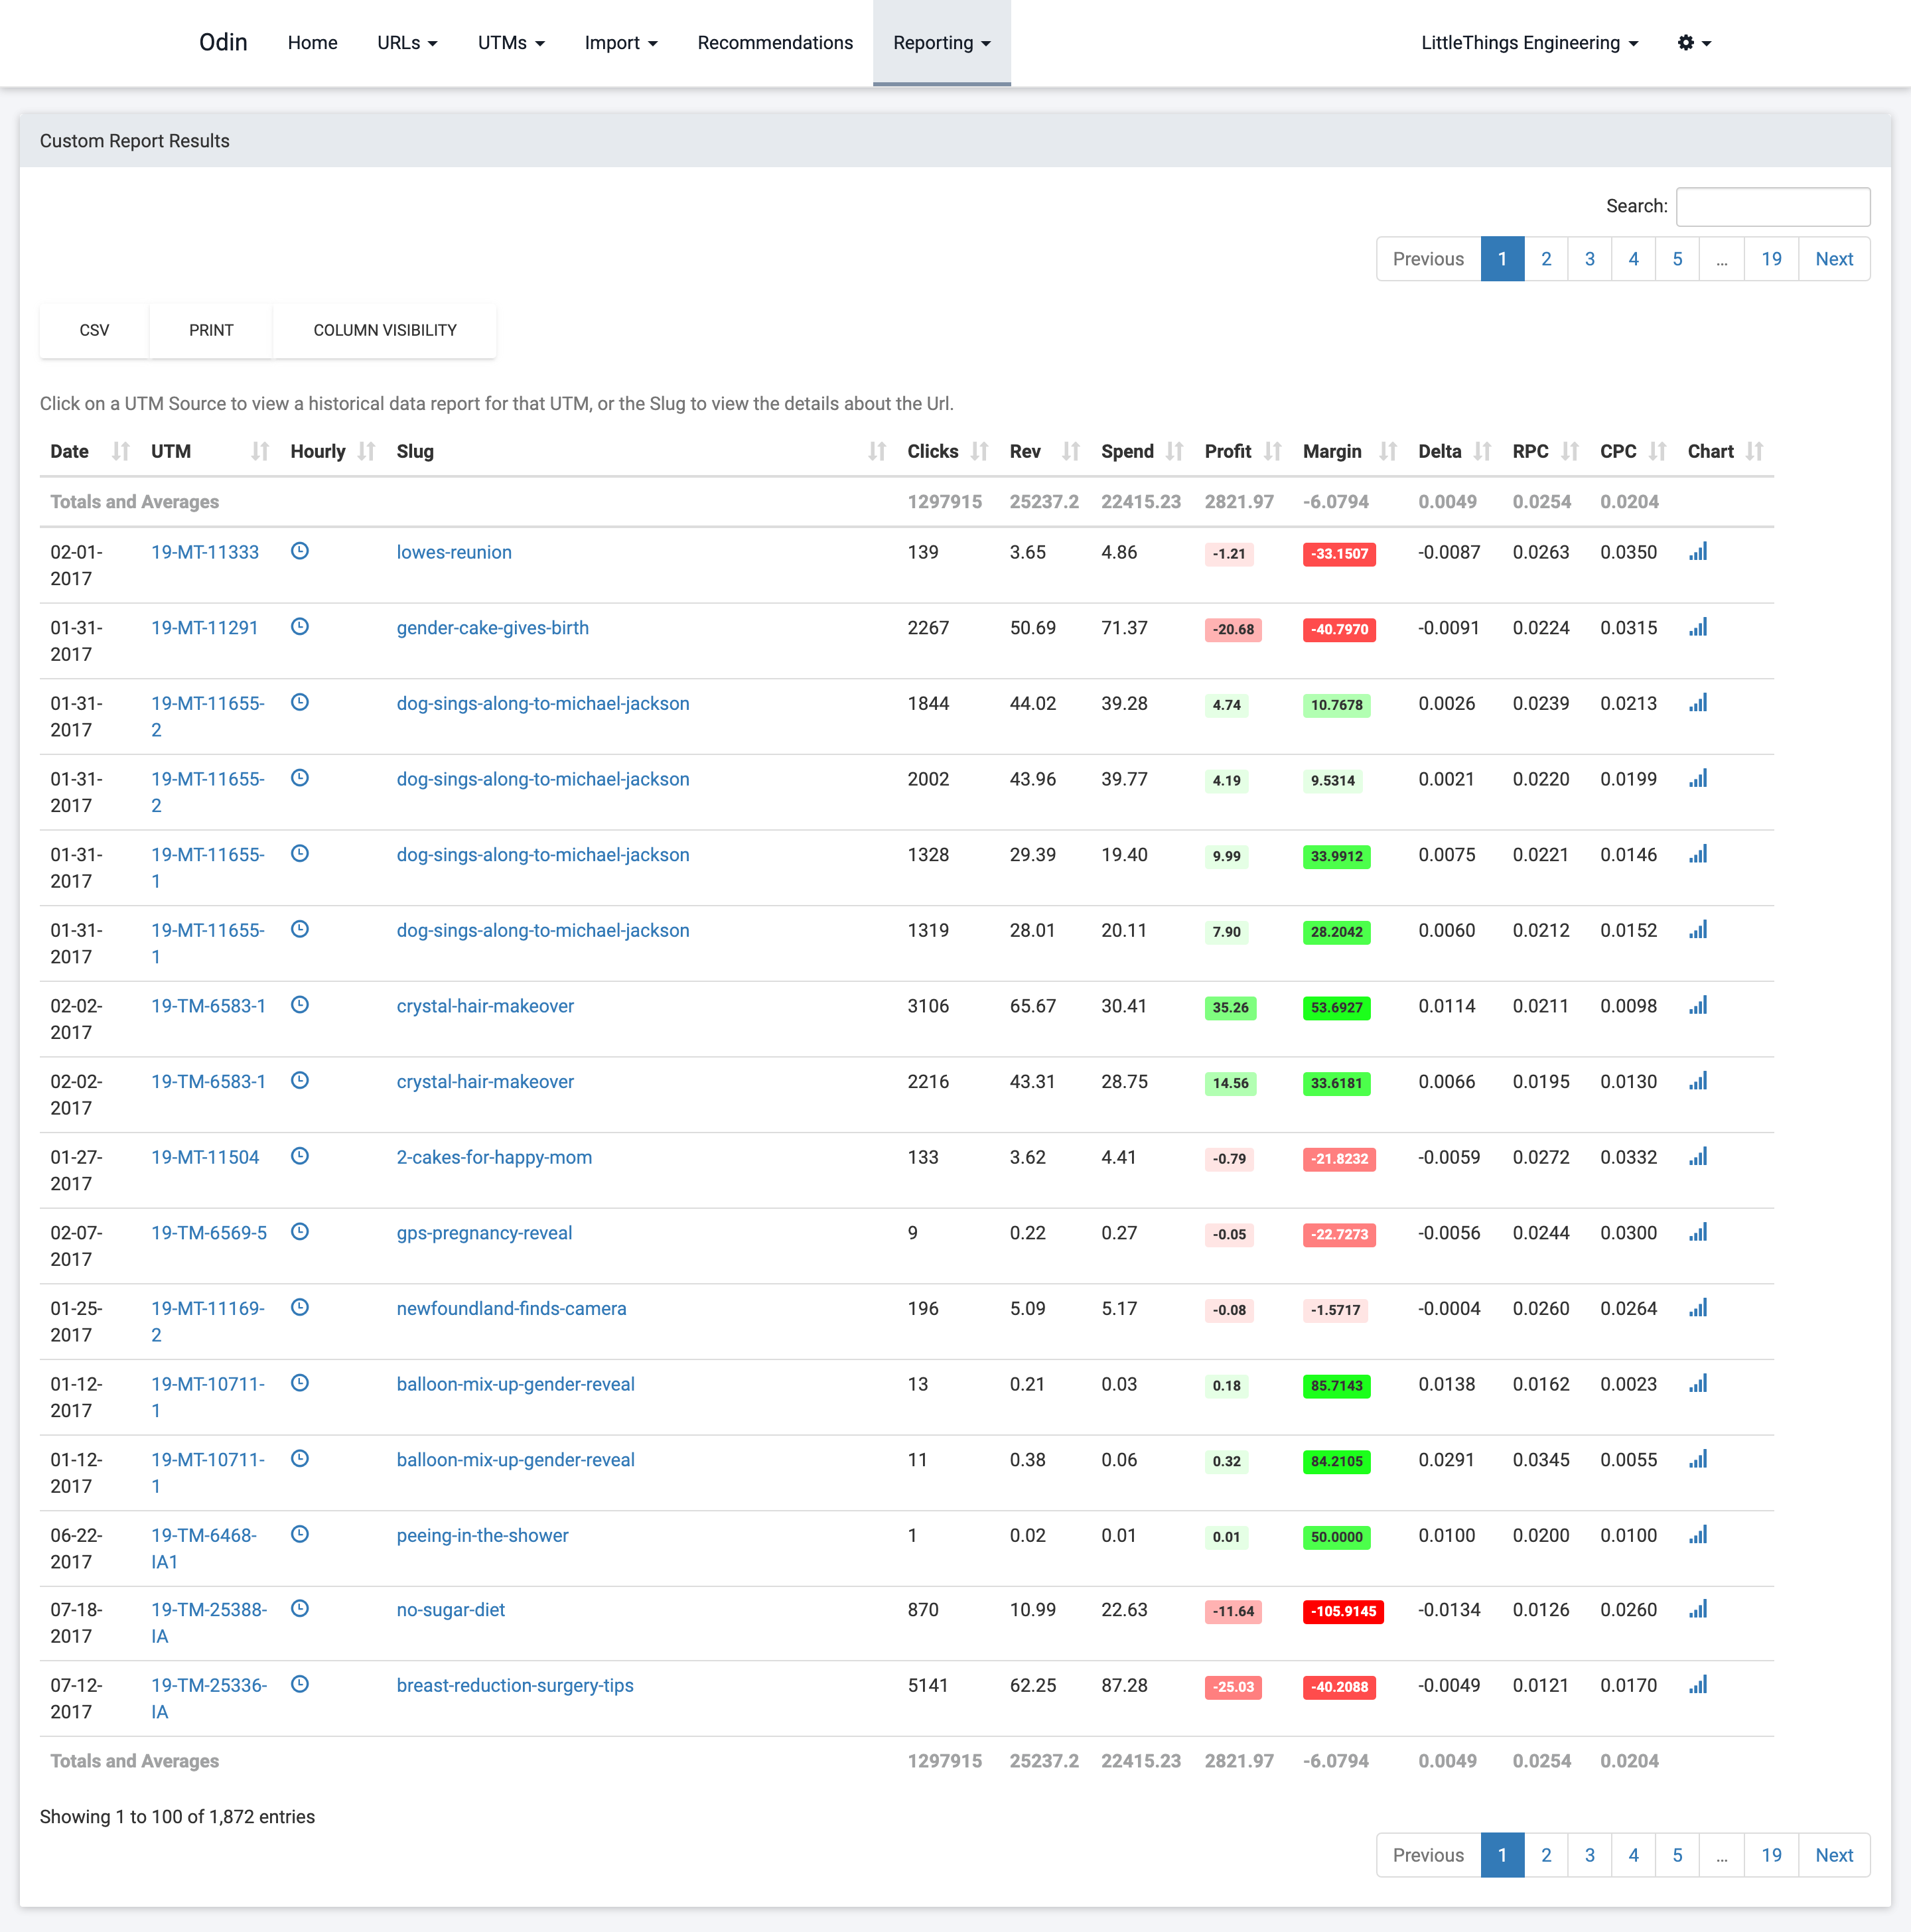 Odin Home URLs UTMs Import Recommendations Reporting LittleThings Engineering
Custom Report Results
Search:
Previous 1 2 3 4 5 ... 19 Next
CSV PRINT COLUMN VISIBILITY
Click on a UTM Source to view a historical data report for that UTM, or the Slug to view the details about the Url.
Date UTM Hourly Slug Clicks Rev Spend Profit Margin Delta RPC CPC Chart
Totals and Averages 1297915 25237.2 22415.23 2821.97 -6.0794 0.0049 0.0254 0.0204
02-01- 19-MT-11333 lowes-reunion 139 3.65 4.86 -1.21 -33.1507 -0.0087 0.0263 0.0350
2017
01-31- 19-MT-11291 gender-cake-gives-birth 2267 50.69 71.37 -20.68 -40.7970 -0.0091 0.0224 0.0315
2017
01-31- 19-MT-11655- dog-sings-along-to-michael-jackson 1844 44.02 39.28 4.74 10.7678 0.0026 0.0239 0.0213
2017 2
01-31- 19-MT-11655- dog-sings-along-to-michael-jackson 2002 43.96 39.77 4.19 9.5314 0.0021 0.0220 0.0199
2017 2
01-31- 19-MT-11655- dog-sings-along-to-michael-jackson 1328 29.39 19.40 9.99 33.9912 0.0075 0.0221 0.0146
2017 1
01-31- 19-MT-11655- dog-sings-along-to-michael-jackson 1319 28.01 20.11 7.90 28.2042 0.0060 0.0212 0.0152
2017 1
02-02- 19-TM-6583-1 crystal-hair-makeover 3106 65.67 30.41 35.26 53.6927 0.0114 0.0211 0.0098
2017
02-02- 19-TM-6583-1 crystal-hair-makeover 2216 43.31 28.75 14.56 33.6181 0.0066 0.0195 0.0130
2017
01-27- 19-MT-11504 2-cakes-for-happy-mom 133 3.62 4.41 -0.79 -21.8232 -0.0059 0.0272 0.0332
2017
02-07- 19-TM-6569-5 gps-pregnancy-reveal 9 0.22 0.27 -0.05 -22.7273 -0.0056 0.0244 0.0300
2017
01-25- 19-MT-11169- newfoundland-finds-camera 196 5.09 5.17 -0.08 -1.5717 -0.0004 0.0260 0.0264
2017 2
01-12- 19-MT-10711- balloon-mix-up-gender-reveal 13 0.21 0.03 0.18 85.7143 0.0138 0.0162 0.0023
2017 1
01-12- 19-MT-10711- balloon-mix-up-gender-reveal 11 0.38 0.06 0.32 84.2105 0.0291 0.0345 0.0055
2017 1
06-22- 19-TM-6468- peeing-in-the-shower 1 0.02 0.01 0.01 50.0000 0.0100 0.0200 0.0100
2017 IA1
07-18- 19-TM-25388- no-sugar-diet 870 10.99 22.63 -11.64 -105.9145 -0.0134 0.0126 0.0260
2017 IA
07-12- 19-TM-25336- breast-reduction-surgery-tips 5141 62.25 87.28 -25.03 -40.2088 -0.0049 0.0121 0.0170
2017 IA
Totals and Averages 1297915 25237.2 22415.23 2821.97 -6.0794 0.0049 0.0254 0.0204
Showing 1 to 100 of 1,872 entries
Previous 1 2 3 4 5 ... 19 Next